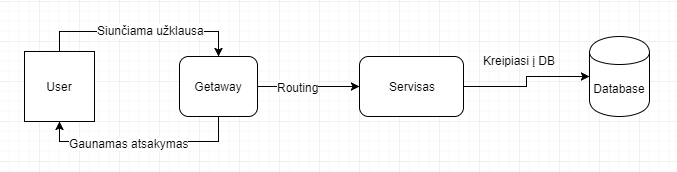 Siunčiama užklausa
User
Getaway
Routing
Servisas
Kreipiasi į DB
Database
Gaunamas atsakymas